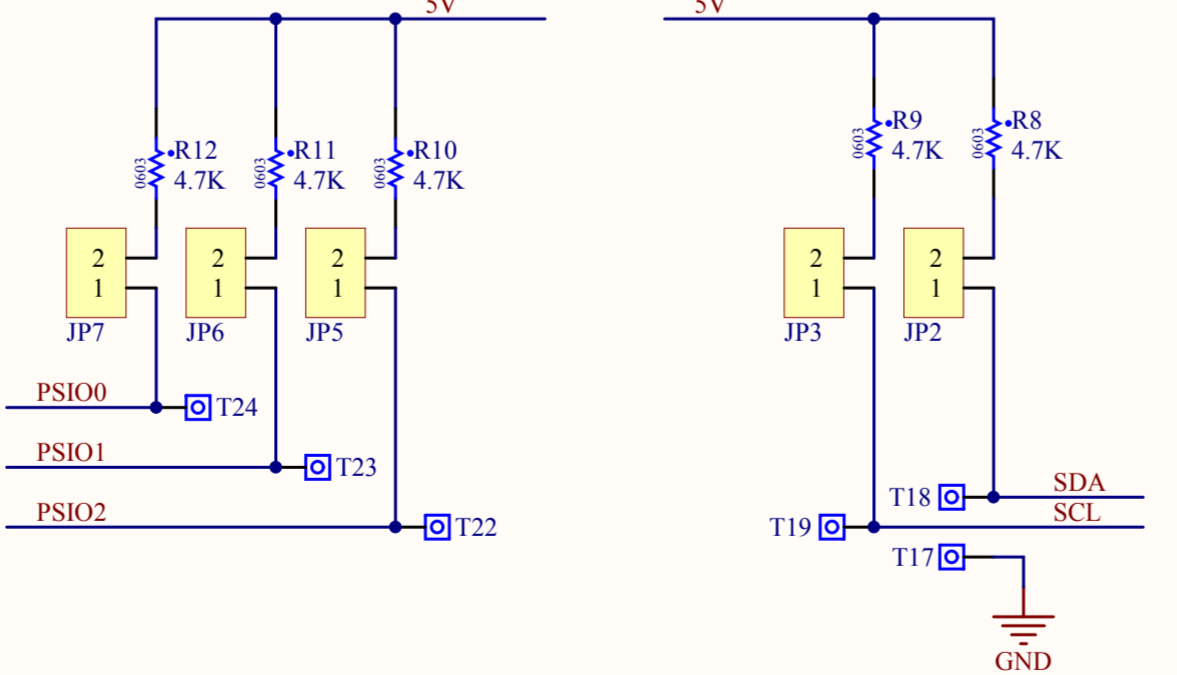 5V
5V
R12
4.7K
0603
R11
4.7K
0603
R10
4.7K
0603
R9
4.7K
0603
R8
4.7K
0603
2
1
JP7
2
1
JP6
2
1
JP5
2
1
JP3
2
1
JP2
PSIO0
T24
PSIO1
T23
PSIO2
T22
T18
SDA
T19
SCL
T17
GND